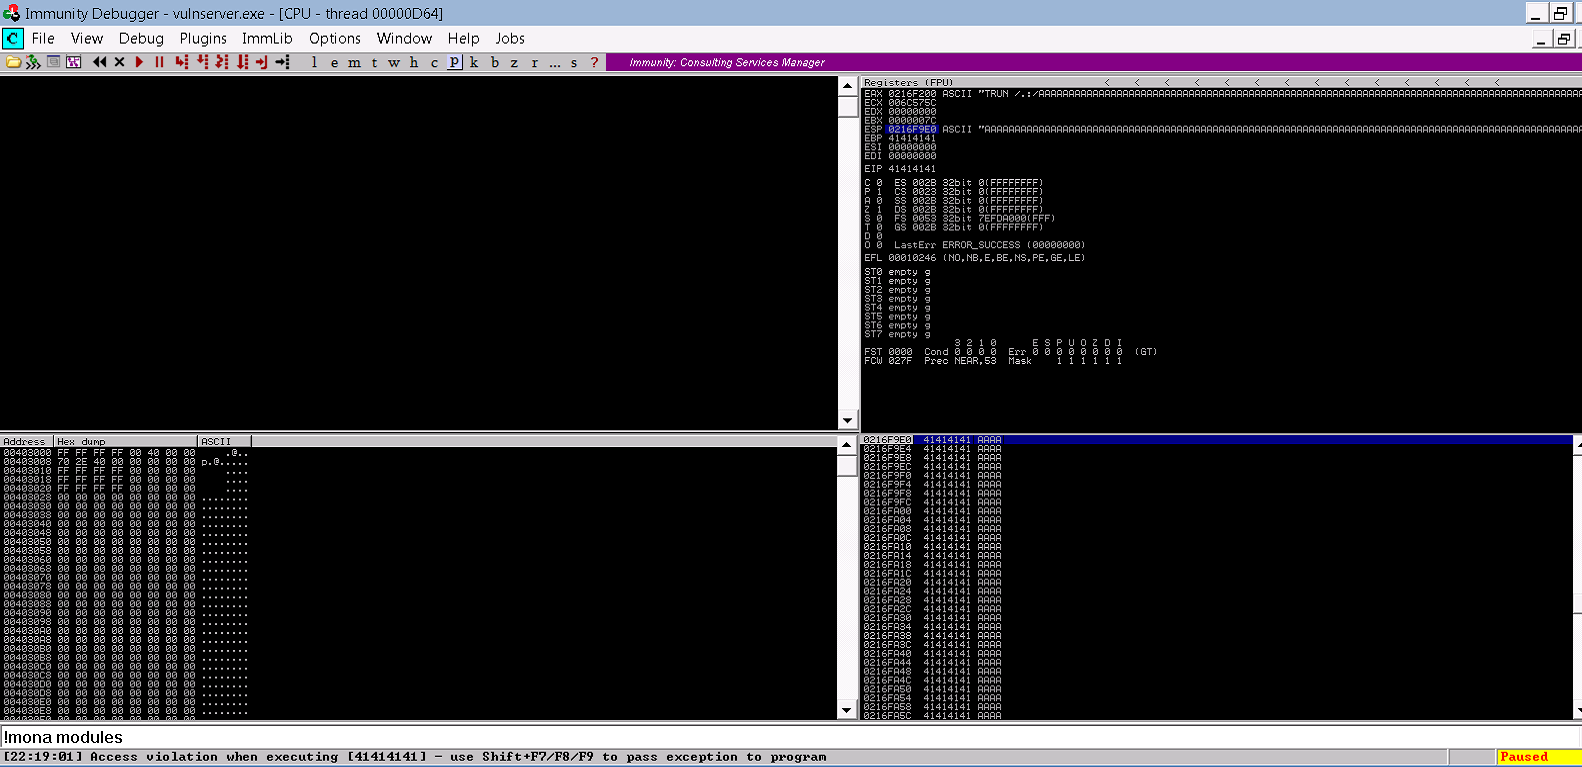 Immunity Debugger - vulnserver.exe - [CPU - thread 00000D64]
C File View Debug Plugins ImmLib Options Window Help Jobs
l e m t w h c p k b z r ... s ? Immunity: Consulting Services Manager
Registers (FPU) < < < < < < < < < < < < < <
EAX 0216F200 ASCII "TRUN /.:/
ECX 006C575C
EDX 00000000
EBX 0000007C
ESP 0216F9E0 ASCII
EBP 41414141
ESI 00000000
EDI 00000000
EIP 41414141
C 0 ES 002B 32bit 0(FFFFFFFF)
P 1 CS 0023 32bit 0(FFFFFFFF)
A 0 SS 002B 32bit 0(FFFFFFFF)
Z 1 DS 002B 32bit 0(FFFFFFFF)
S 0 FS 0053 32bit 7EFDA000(FFF)
T 0 GS 002B 32bit 0(FFFFFFFF)
D 0
O 0 LastErr ERROR_SUCCESS (00000000)
EFL 00010246 (NO,NB,E,BE,NS,PE,GE,LE)
ST0 empty g
ST1 empty g
ST2 empty g
ST3 empty g
ST4 empty g
ST5 empty g
ST6 empty g
ST7 empty g
3 2 1 0 E S P U O Z D I
FST 0000 Cond 0 0 0 0 Err 0 0 0 0 0 0 0 0 (GT)
FCW 027F Prec NEAR,53 Mask 1 1 1 1 1 1
Address Hex dump ASCII
00403000 FF FF FF FF 00 40 00 00 .@..
00403008 70 2E 40 00 00 00 00 00 p.@.....
00403010 FF FF FF FF 00 00 00 00 ....
00403018 FF FF FF FF 00 00 00 00 ....
00403020 FF FF FF FF 00 00 00 00 ....
00403028 00 00 00 00 00 00 00 00 ........
00403030 00 00 00 00 00 00 00 00 ........
00403038 00 00 00 00 00 00 00 00 ........
00403040 00 00 00 00 00 00 00 00 ........
00403048 00 00 00 00 00 00 00 00 ........
00403050 00 00 00 00 00 00 00 00 ........
00403058 00 00 00 00 00 00 00 00 ........
00403060 00 00 00 00 00 00 00 00 ........
00403068 00 00 00 00 00 00 00 00 ........
00403070 00 00 00 00 00 00 00 00 ........
00403078 00 00 00 00 00 00 00 00 ........
00403080 00 00 00 00 00 00 00 00 ........
00403088 00 00 00 00 00 00 00 00 ........
00403090 00 00 00 00 00 00 00 00 ........
00403098 00 00 00 00 00 00 00 00 ........
004030A0 00 00 00 00 00 00 00 00 ........
004030A8 00 00 00 00 00 00 00 00 ........
004030B0 00 00 00 00 00 00 00 00 ........
004030B8 00 00 00 00 00 00 00 00 ........
004030C0 00 00 00 00 00 00 00 00 ........
004030C8 00 00 00 00 00 00 00 00 ........
004030D0 00 00 00 00 00 00 00 00 ........
004030D8 00 00 00 00 00 00 00 00 ........
004030E0 00 00 00 00 00 00 00 00 ........
004030E8 00 00 00 00 00 00 00 00 ........
0216F9E0 41414141 AAAA
0216F9E4 41414141 AAAA
0216F9E8 41414141 AAAA
0216F9EC 41414141 AAAA
0216F9F0 41414141 AAAA
0216F9F4 41414141 AAAA
0216F9F8 41414141 AAAA
0216F9FC 41414141 AAAA
0216FA00 41414141 AAAA
0216FA04 41414141 AAAA
0216FA08 41414141 AAAA
0216FA0C 41414141 AAAA
0216FA10 41414141 AAAA
0216FA14 41414141 AAAA
0216FA18 41414141 AAAA
0216FA1C 41414141 AAAA
0216FA20 41414141 AAAA
0216FA24 41414141 AAAA
0216FA28 41414141 AAAA
0216FA2C 41414141 AAAA
0216FA30 41414141 AAAA
0216FA34 41414141 AAAA
0216FA38 41414141 AAAA
0216FA3C 41414141 AAAA
0216FA40 41414141 AAAA
0216FA44 41414141 AAAA
0216FA48 41414141 AAAA
0216FA4C 41414141 AAAA
0216FA50 41414141 AAAA
0216FA54 41414141 AAAA
0216FA58 41414141 AAAA
0216FA5C 41414141 AAAA
!mona modules
[22:19:01] Access violation when executing [41414141] - use Shift+F7/F8/F9 to pass exception to program Paused